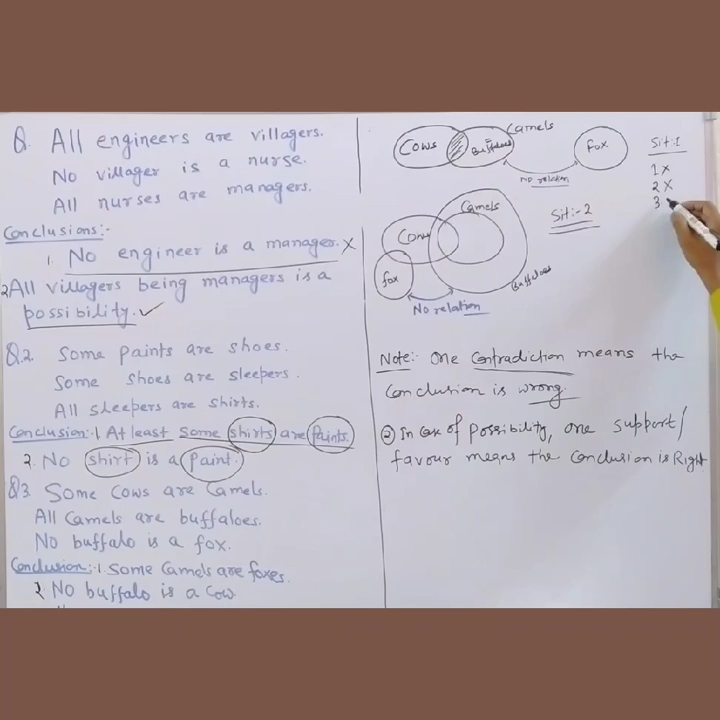 Q. All engineers are villagers.
No villager is a nurse.
All nurses are managers.
Conclusions:-
1. No engineer is a manager. X
2. All villagers being managers is a
possibility. ✓
Q.2. Some paints are shoes.
Some shoes are sleepers.
All sleepers are shirts.
Conclusion:- 1. At least some shirts are paints.
2. No shirt is a paint.
Q3 Some cows are camels.
All camels are buffaloes.
No buffalo is a fox.
Conclusion:- 1 Some camels are foxes.
2. No buffalo is a cow.
Camels
Cows
Fox
No relation
Sit:-1
1 X
2 X
3
Camels
Cows
Sit:-2
Fox
Buffaloes
No relation
Note:- One contradiction means the
conclusion is wrong.
② In case of possibility, one support/
favour means the conclusion is Right